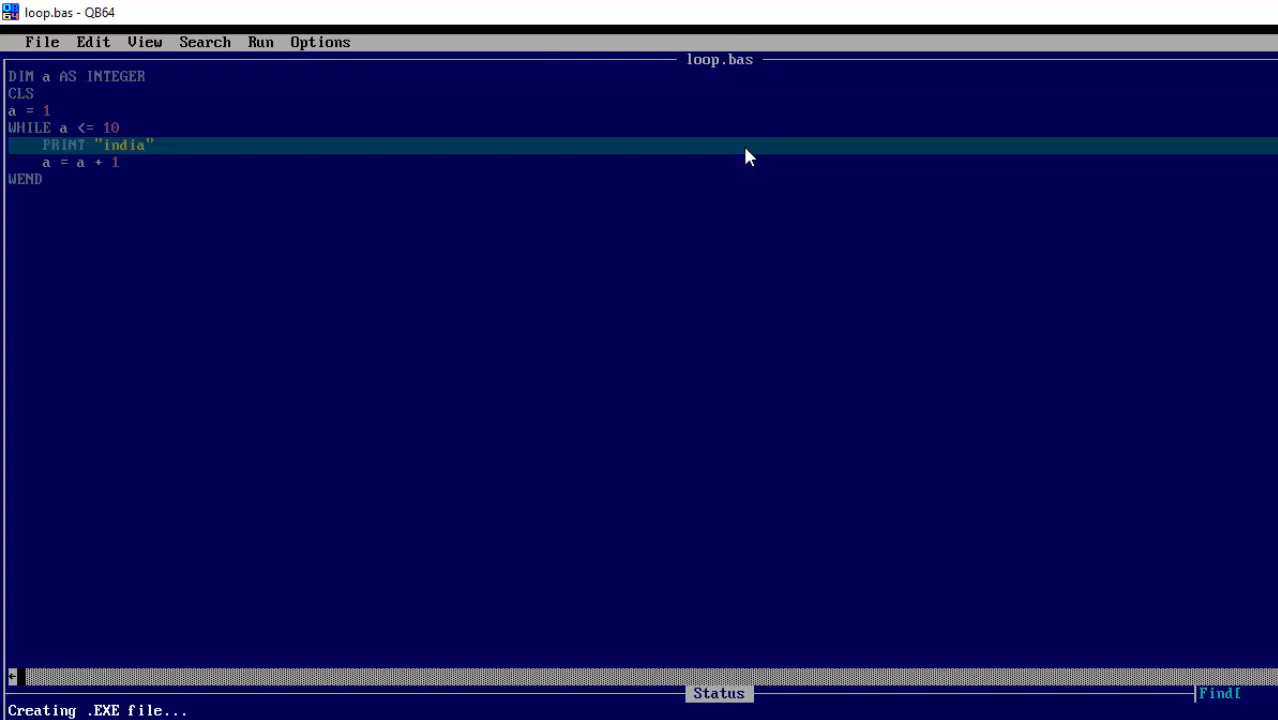 loop.bas - QB64
File Edit View Search Run Options
loop.bas
DIM a AS INTEGER
CLS
a = 1
WHILE a <= 10
PRINT "india"
a = a + 1
WEND
Status
Find[
Creating .EXE file...